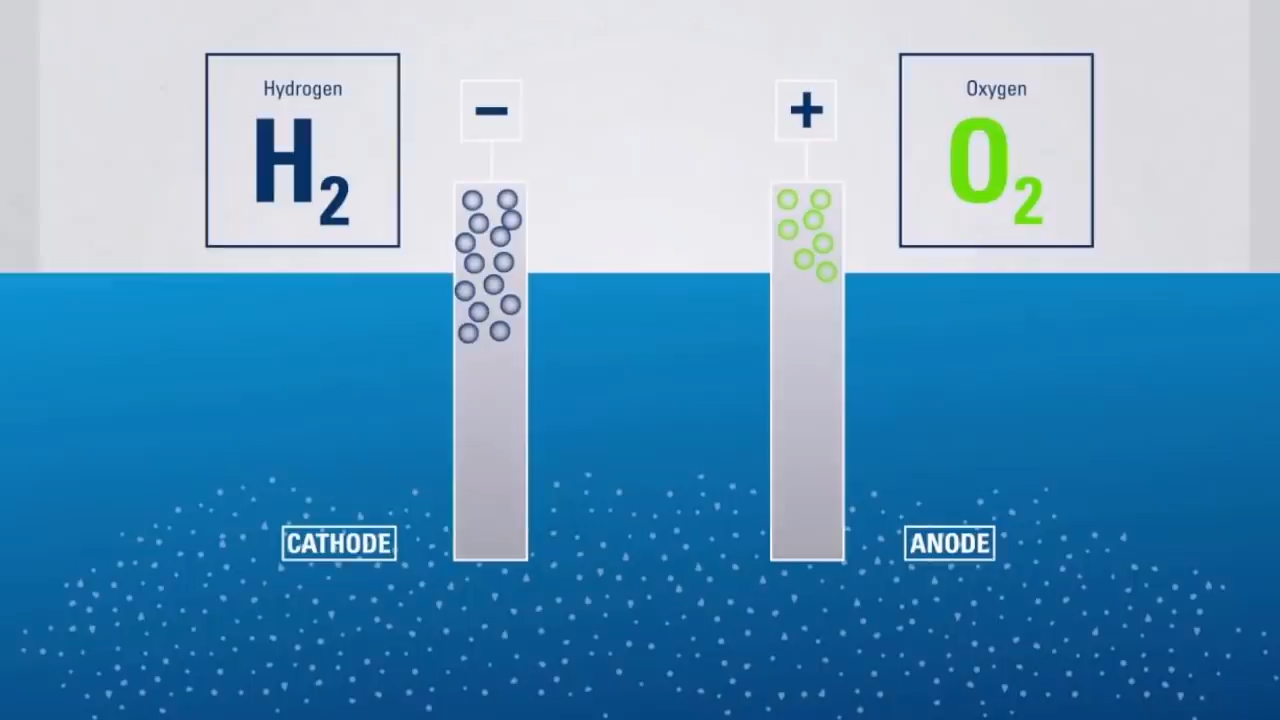 Hydrogen
H₂
−
+
Oxygen
O₂
CATHODE
ANODE